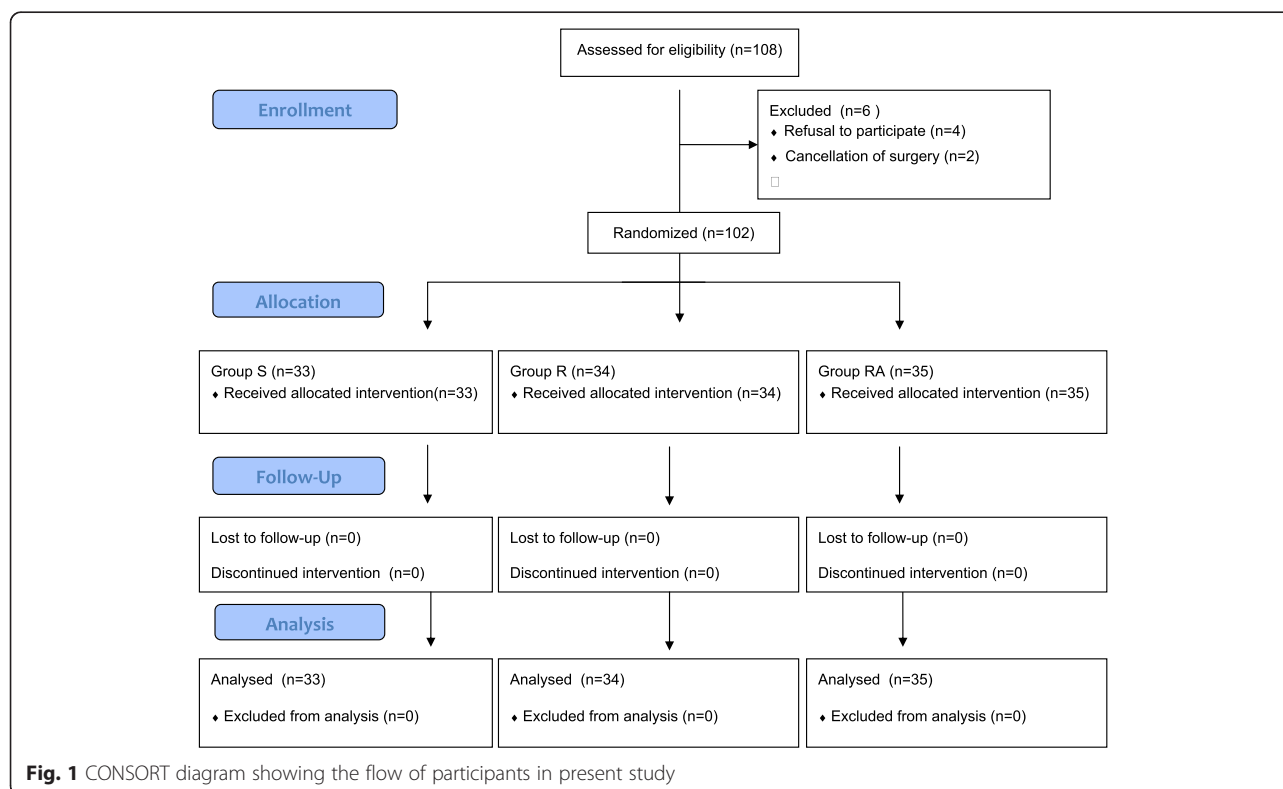 Assessed for eligibility (n=108)
Enrollment
Excluded (n=6 )
♦ Refusal to participate (n=4)
♦ Cancellation of surgery (n=2)
Randomized (n=102)
Allocation
Group S (n=33)
♦ Received allocated intervention(n=33)
Group R (n=34)
♦ Received allocated intervention (n=34)
Group RA (n=35)
♦ Received allocated intervention (n=35)
Follow-Up
Lost to follow-up (n=0)
Discontinued intervention (n=0)
Lost to follow-up (n=0)
Discontinued intervention (n=0)
Lost to follow-up (n=0)
Discontinued intervention (n=0)
Analysis
Analysed (n=33)
♦ Excluded from analysis (n=0)
Analysed (n=34)
♦ Excluded from analysis (n=0)
Analysed (n=35)
♦ Excluded from analysis (n=0)
Fig. 1 CONSORT diagram showing the flow of participants in present study